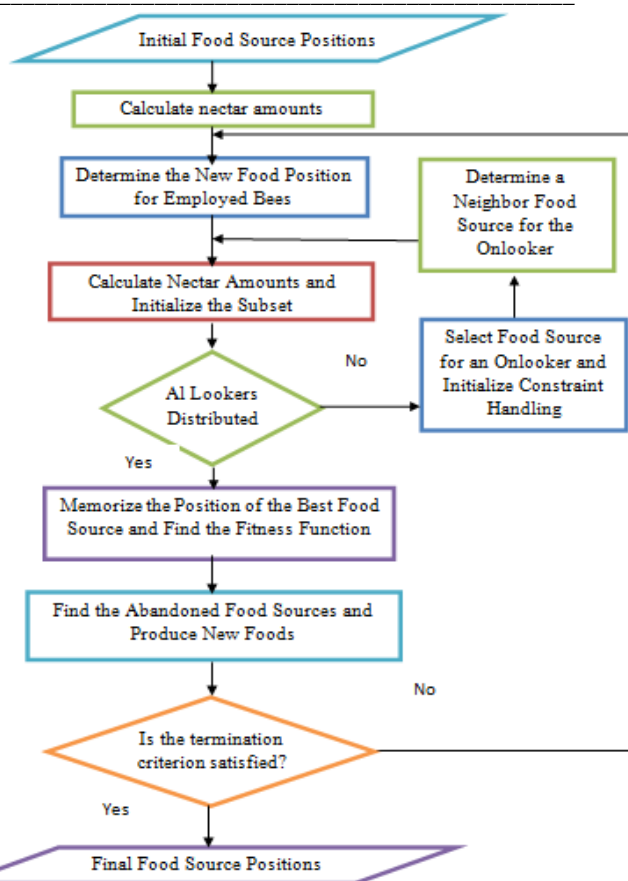 Initial Food Source Positions
Calculate nectar amounts
Determine the New Food Position
for Employed Bees
Determine a
Neighbor Food
Source for the
Onlooker
Calculate Nectar Amounts and
Initialize the Subset
Select Food Source
for an Onlooker and
Initialize Constraint
Handling
No
Al Lookers
Distributed
Yes
Memorize the Position of the Best Food
Source and Find the Fitness Function
Find the Abandoned Food Sources and
Produce New Foods
No
Is the termination
criterion satisfied?
Yes
Final Food Source Positions